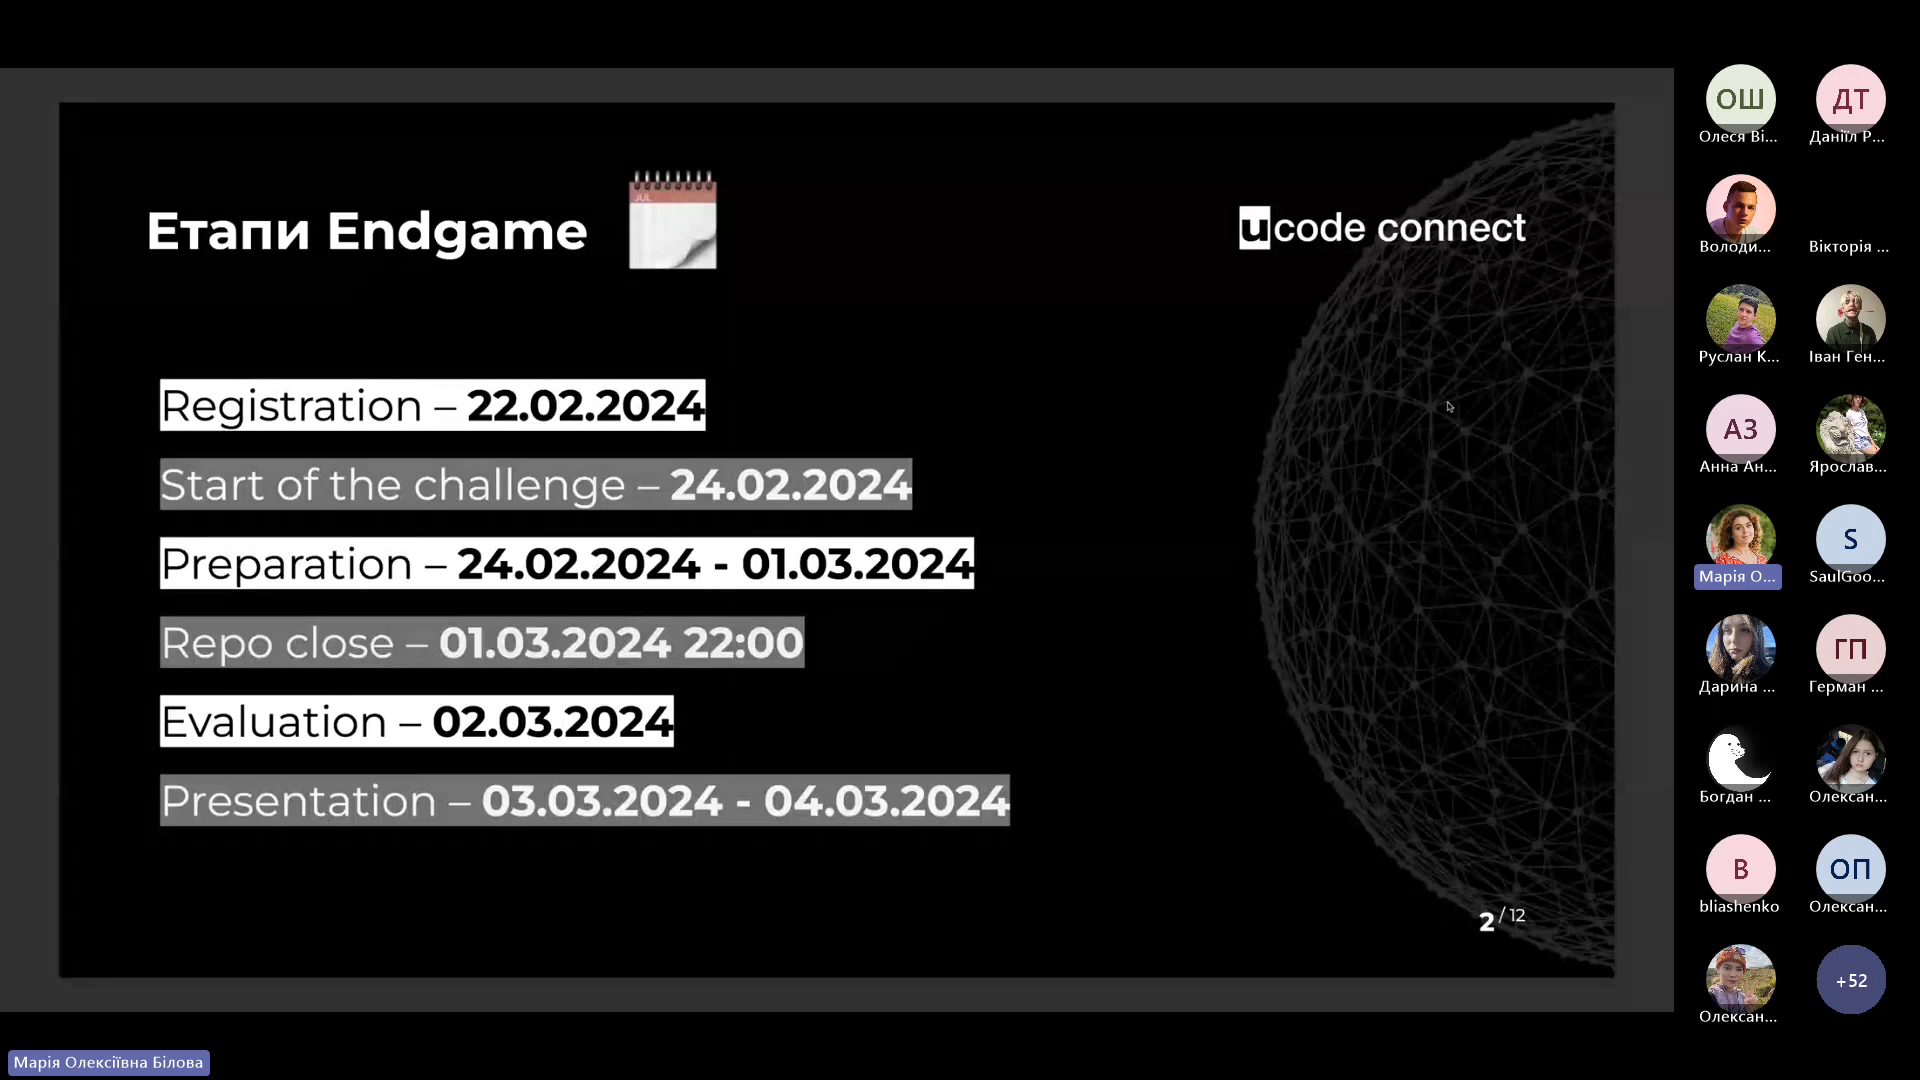 Етапи Endgame
JUL
ucode connect
Registration – 22.02.2024
Start of the challenge – 24.02.2024
Preparation – 24.02.2024 - 01.03.2024
Repo close – 01.03.2024 22:00
Evaluation – 02.03.2024
Presentation – 03.03.2024 - 04.03.2024
2 / 12
ОШ
Олеся Ві...
ДТ
Даніїл Р...
Володи...
Вікторія ...
Руслан К...
Іван Ген...
АЗ
Анна Ан...
Ярослав...
Марія О...
S
SaulGoo...
Дарина ...
ГП
Герман ...
Богдан ...
Олексан...
B
bliashenko
ОП
Олексан...
Олексан...
+52
Марія Олексіївна Білова